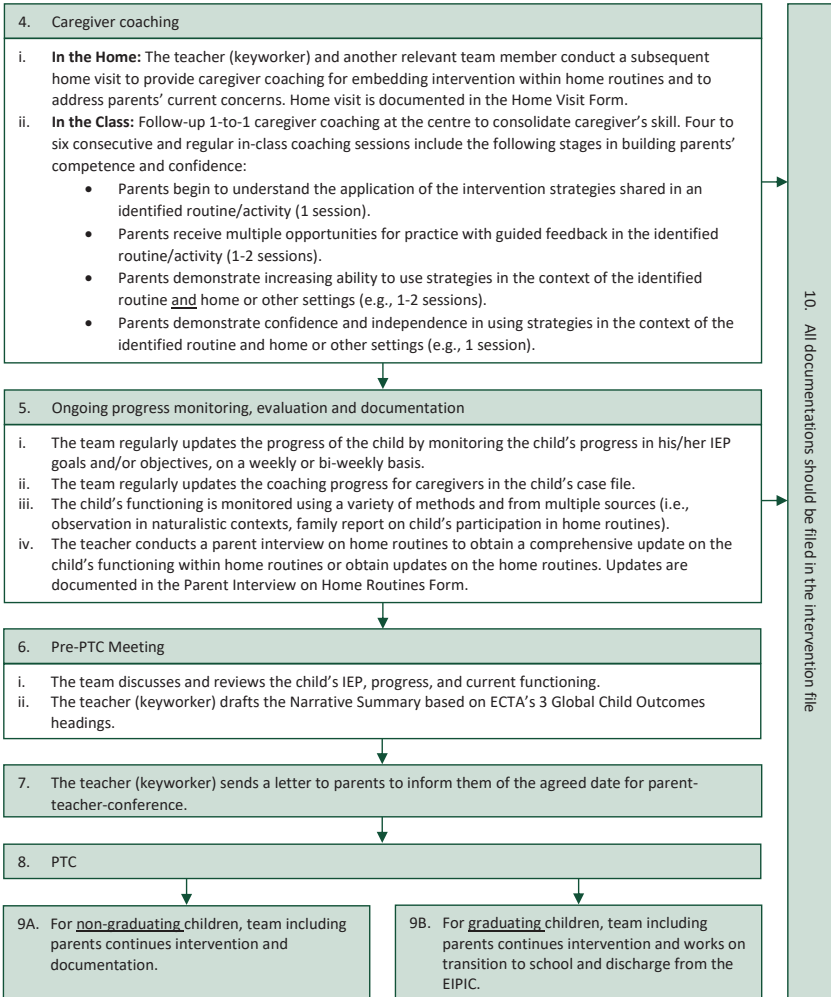 4. Caregiver coaching
i. In the Home: The teacher (keyworker) and another relevant team member conduct a subsequent
home visit to provide caregiver coaching for embedding intervention within home routines and to
address parents’ current concerns. Home visit is documented in the Home Visit Form.
ii. In the Class: Follow-up 1-to-1 caregiver coaching at the centre to consolidate caregiver’s skill. Four to
six consecutive and regular in-class coaching sessions include the following stages in building parents’
competence and confidence:
• Parents begin to understand the application of the intervention strategies shared in an
identified routine/activity (1 session).
• Parents receive multiple opportunities for practice with guided feedback in the identified
routine/activity (1-2 sessions).
• Parents demonstrate increasing ability to use strategies in the context of the identified
routine and home or other settings (e.g., 1-2 sessions).
• Parents demonstrate confidence and independence in using strategies in the context of the
identified routine and home or other settings (e.g., 1 session).
5. Ongoing progress monitoring, evaluation and documentation
i. The team regularly updates the progress of the child by monitoring the child’s progress in his/her IEP
goals and/or objectives, on a weekly or bi-weekly basis.
ii. The team regularly updates the coaching progress for caregivers in the child’s case file.
iii. The child’s functioning is monitored using a variety of methods and from multiple sources (i.e.,
observation in naturalistic contexts, family report on child’s participation in home routines).
iv. The teacher conducts a parent interview on home routines to obtain a comprehensive update on the
child’s functioning within home routines or obtain updates on the home routines. Updates are
documented in the Parent Interview on Home Routines Form.
6. Pre-PTC Meeting
i. The team discusses and reviews the child’s IEP, progress, and current functioning.
ii. The teacher (keyworker) drafts the Narrative Summary based on ECTA’s 3 Global Child Outcomes
headings.
7. The teacher (keyworker) sends a letter to parents to inform them of the agreed date for parent-
teacher-conference.
8. PTC
9A. For non-graduating children, team including
parents continues intervention and
documentation.
9B. For graduating children, team including
parents continues intervention and works on
transition to school and discharge from the
EIPIC.
10. All documentations should be filed in the intervention file